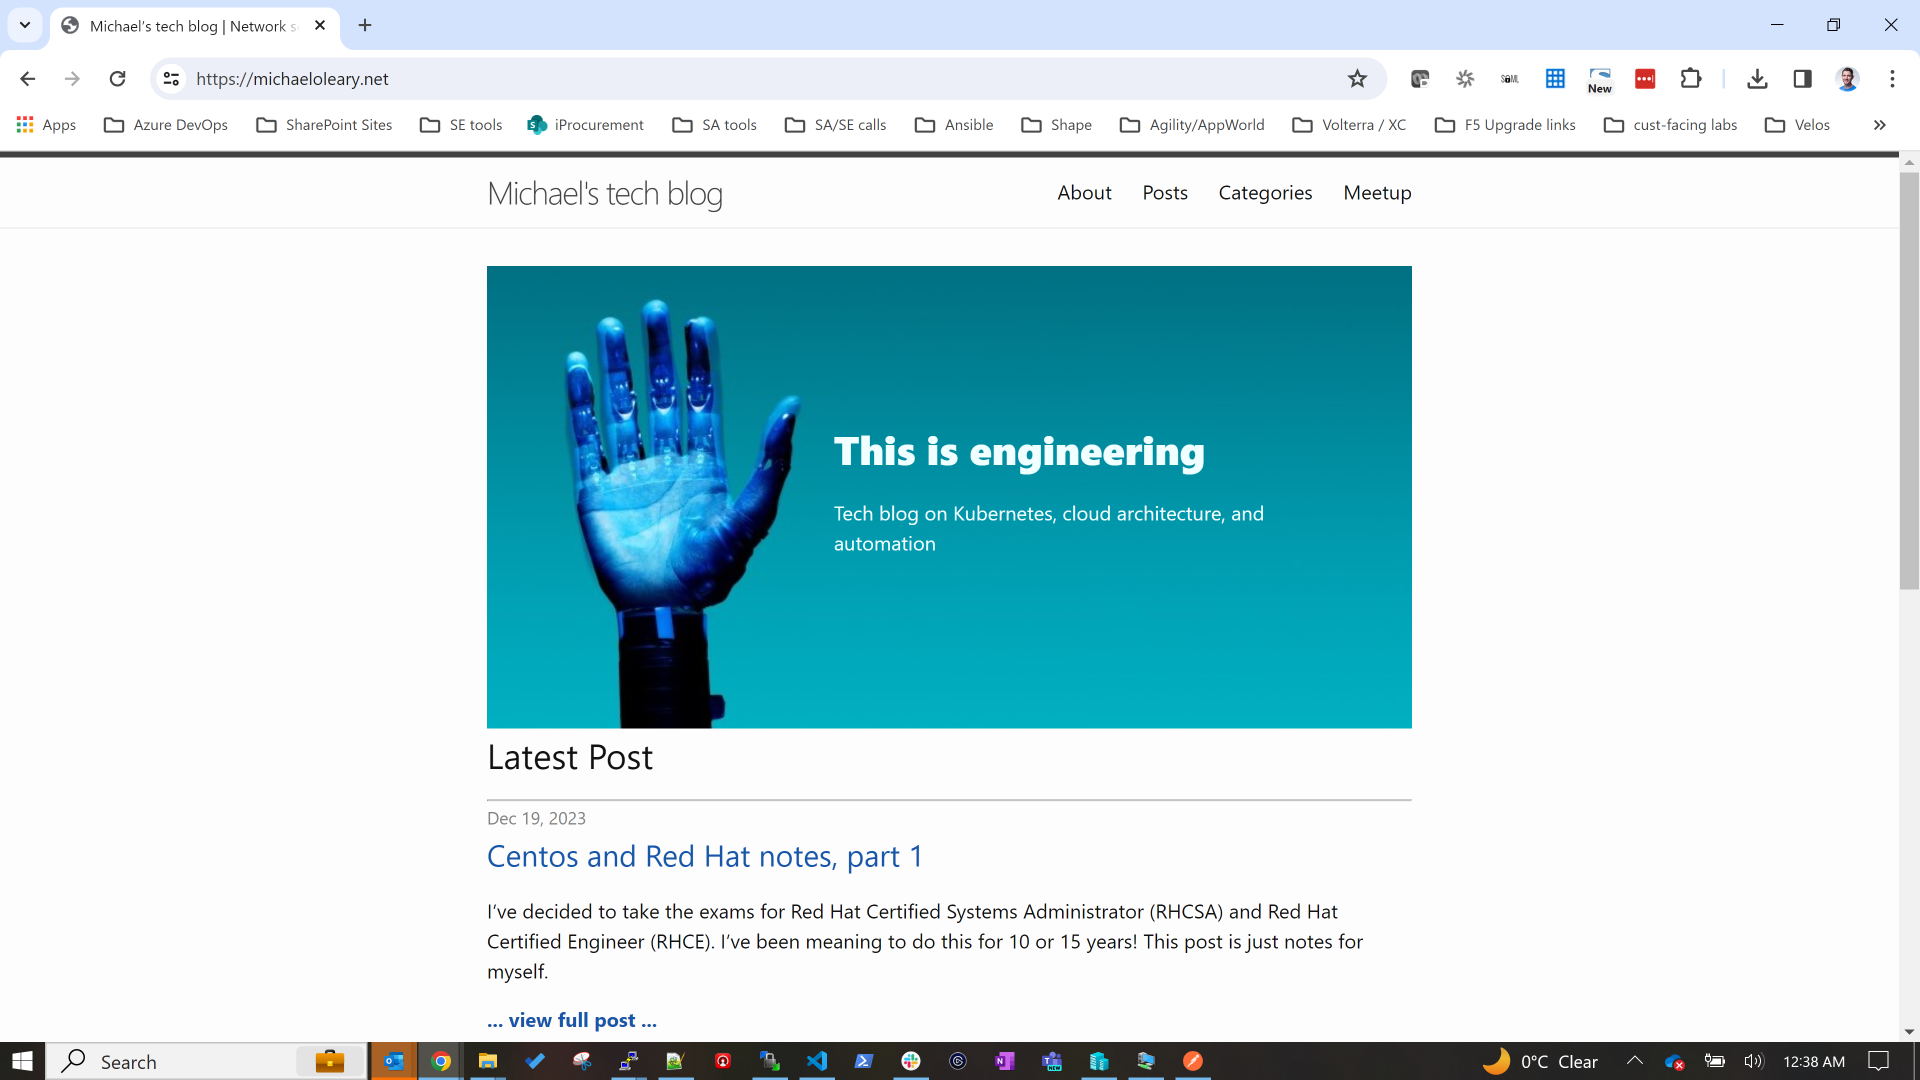 Michael's tech blog | Network s
https://michaeloleary.net
New
Apps
Azure DevOps
SharePoint Sites
SE tools
iProcurement
SA tools
SA/SE calls
Ansible
Shape
Agility/AppWorld
Volterra / XC
F5 Upgrade links
cust-facing labs
Velos
Michael's tech blog
About
Posts
Categories
Meetup
This is engineering
Tech blog on Kubernetes, cloud architecture, and
automation
Latest Post
Dec 19, 2023
Centos and Red Hat notes, part 1
I've decided to take the exams for Red Hat Certified Systems Administrator (RHCSA) and Red Hat
Certified Engineer (RHCE). I've been meaning to do this for 10 or 15 years! This post is just notes for
myself.
... view full post ...
Search
0°C Clear
12:38 AM